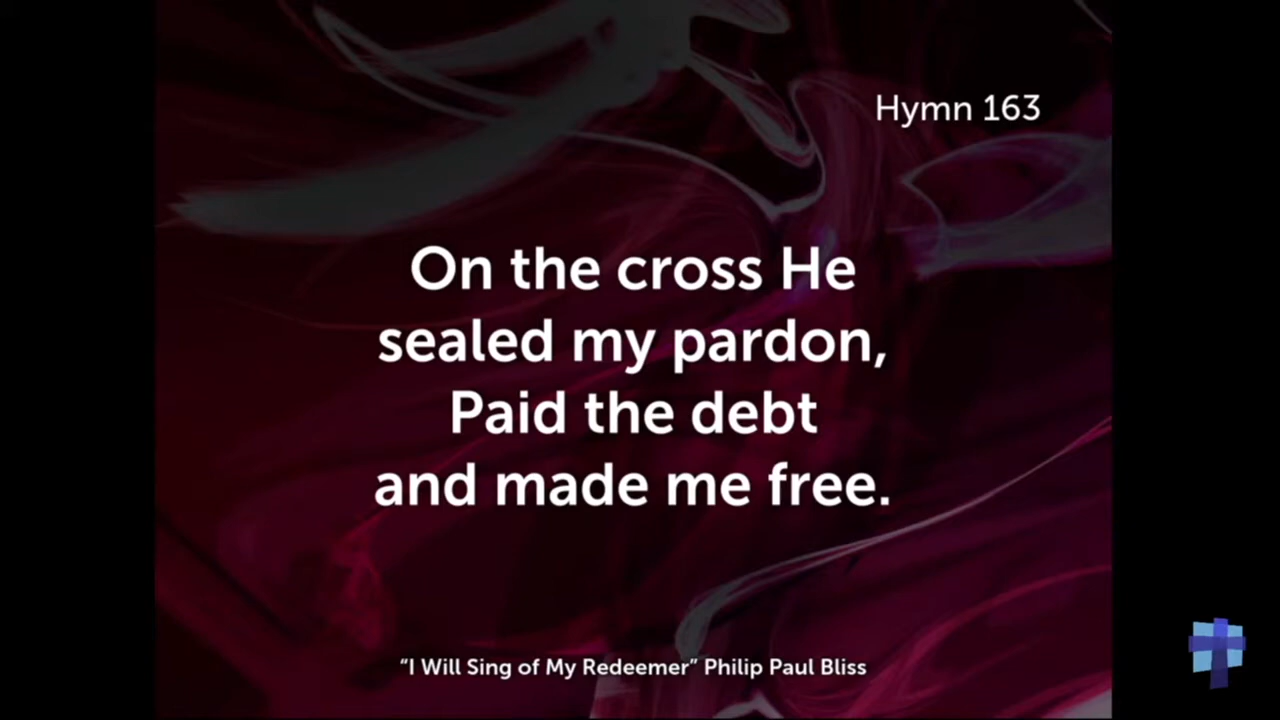 Hymn 163
On the cross He
sealed my pardon,
Paid the debt
and made me free.
“I Will Sing of My Redeemer” Philip Paul Bliss